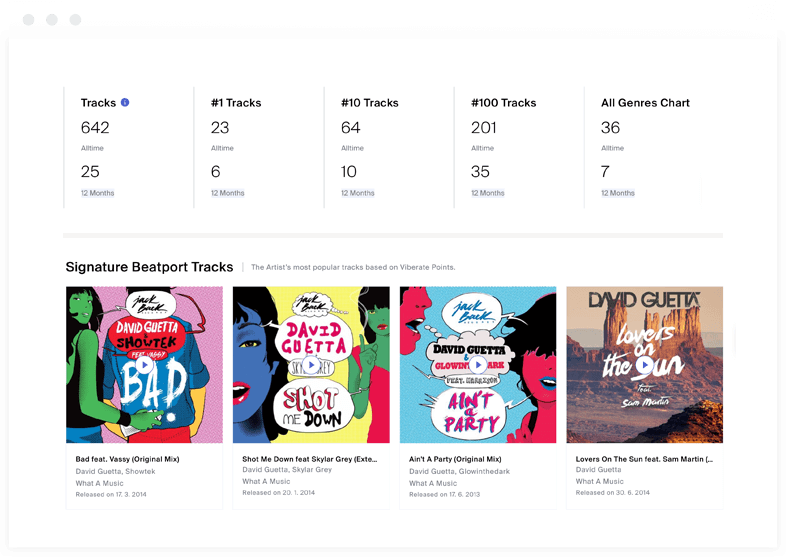 Tracks
#1 Tracks
#10 Tracks
#100 Tracks
All Genres Chart
642
23
64
201
36
Alltime
Alltime
Alltime
Alltime
Alltime
25
6
10
35
7
12 Months
12 Months
12 Months
12 Months
12 Months
Signature Beatport Tracks
The Artist's most popular tracks based on Viberate Points.
Jack Back
DAVID GUETTA
&
SHOWTEK
FEAT. VASSY
BAD
Jack Back
DAVID
GUETTA
SKYLAR GREY
SHOT
ME DOWN
Jack Back
RECORDS
DAVID GUETTA
&
GLOWINTHEDARK
FEAT. HARRISON
AIN'T
A
PARTY
DAVID GUETTA
lovers
on
the Sun
feat.
Sam Martin
Bad feat. Vassy (Original Mix)
David Guetta, Showtek
What A Music
Released on 17. 3. 2014
Shot Me Down feat Skylar Grey (Exte...
David Guetta, Skylar Grey
What A Music
Released on 20. 1. 2014
Ain't A Party (Original Mix)
David Guetta, Glowinthedark
What A Music
Released on 17. 6. 2013
Lovers On The Sun feat. Sam Martin (...
David Guetta
What A Music
Released on 30. 6. 2014